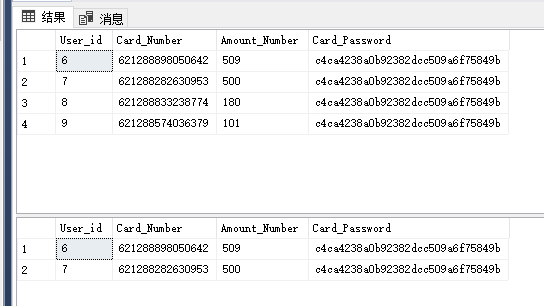 结果 消息
User_id Card_Number Amount_Number Card_Password
1 6 621288898050642 509 c4ca4238a0b92382dcc509a6f75849b
2 7 621288282630953 500 c4ca4238a0b92382dcc509a6f75849b
3 8 621288833238774 180 c4ca4238a0b92382dcc509a6f75849b
4 9 621288574036379 101 c4ca4238a0b92382dcc509a6f75849b
User_id Card_Number Amount_Number Card_Password
1 6 621288898050642 509 c4ca4238a0b92382dcc509a6f75849b
2 7 621288282630953 500 c4ca4238a0b92382dcc509a6f75849b